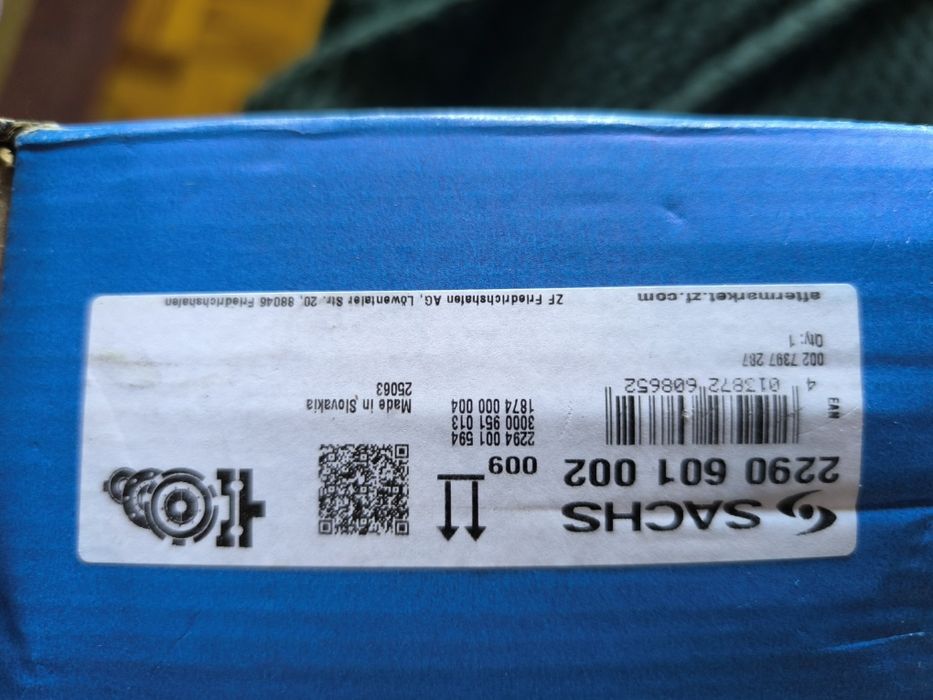 SACHS
2290 601 002
009
EAN
4 013872 608652
002 7397 287
Qty: 1
2294 001 594
3000 951 013
1874 000 004
Made in Slovakia
25063
aftermarket.zf.com
ZF Friedrichshafen AG, Löwentaler Str. 20, 88046 Friedrichshafen